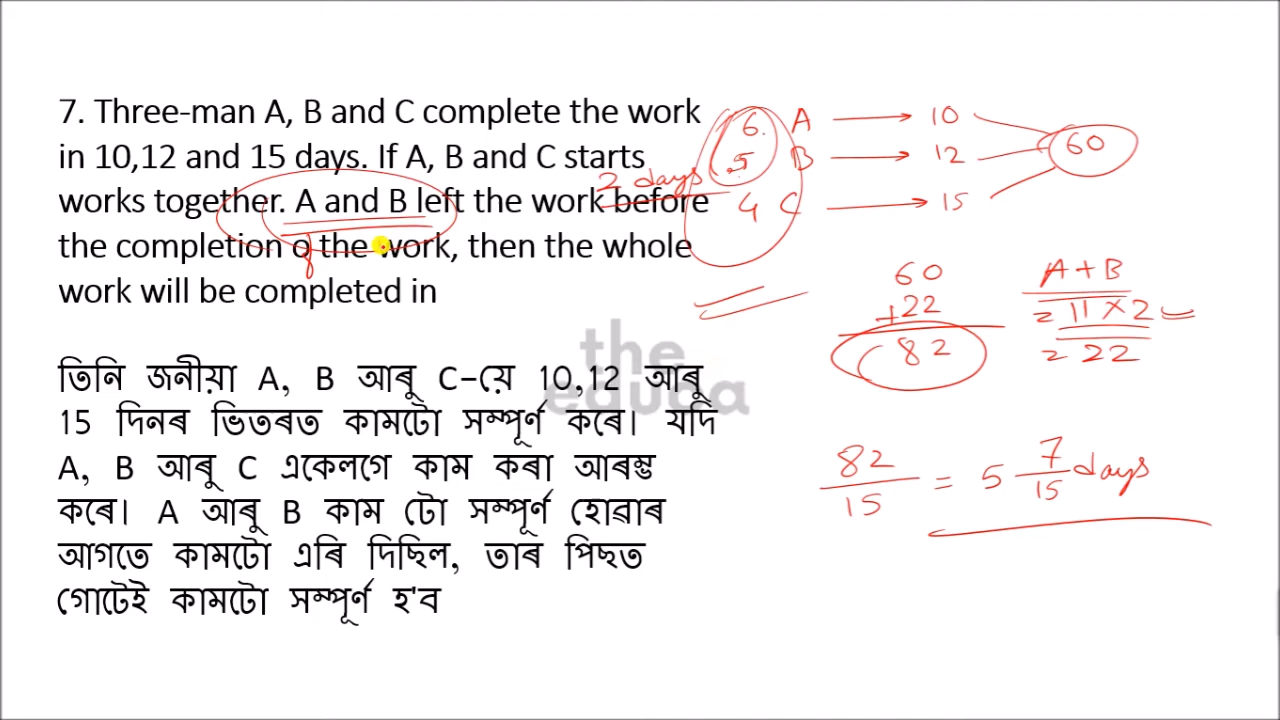 7. Three-man A, B and C complete the work
in 10,12 and 15 days. If A, B and C starts
works together. A and B left the work before
2 days
the completion o the work, then the whole
f
work will be completed in
তিনি জনীয়া A, B আৰু C-য়ে 10,12 আৰু
15 দিনৰ ভিতৰত কামটো সম্পূৰ্ণ কৰে। যদি
A, B আৰু C একেলগে কাম কৰা আৰম্ভ
কৰে। A আৰু B কাম টো সম্পূৰ্ণ হোৱাৰ
আগতে কামটো এৰি দিছিল, তাৰ পিছত
গোটেই কামটো সম্পূৰ্ণ হ'ব
6 A → 10
5 B → 12
4 C → 15
60
60
+22
82
A+B
= 11 × 2
= 22
82/15 = 5 7/15 days
the
eduba